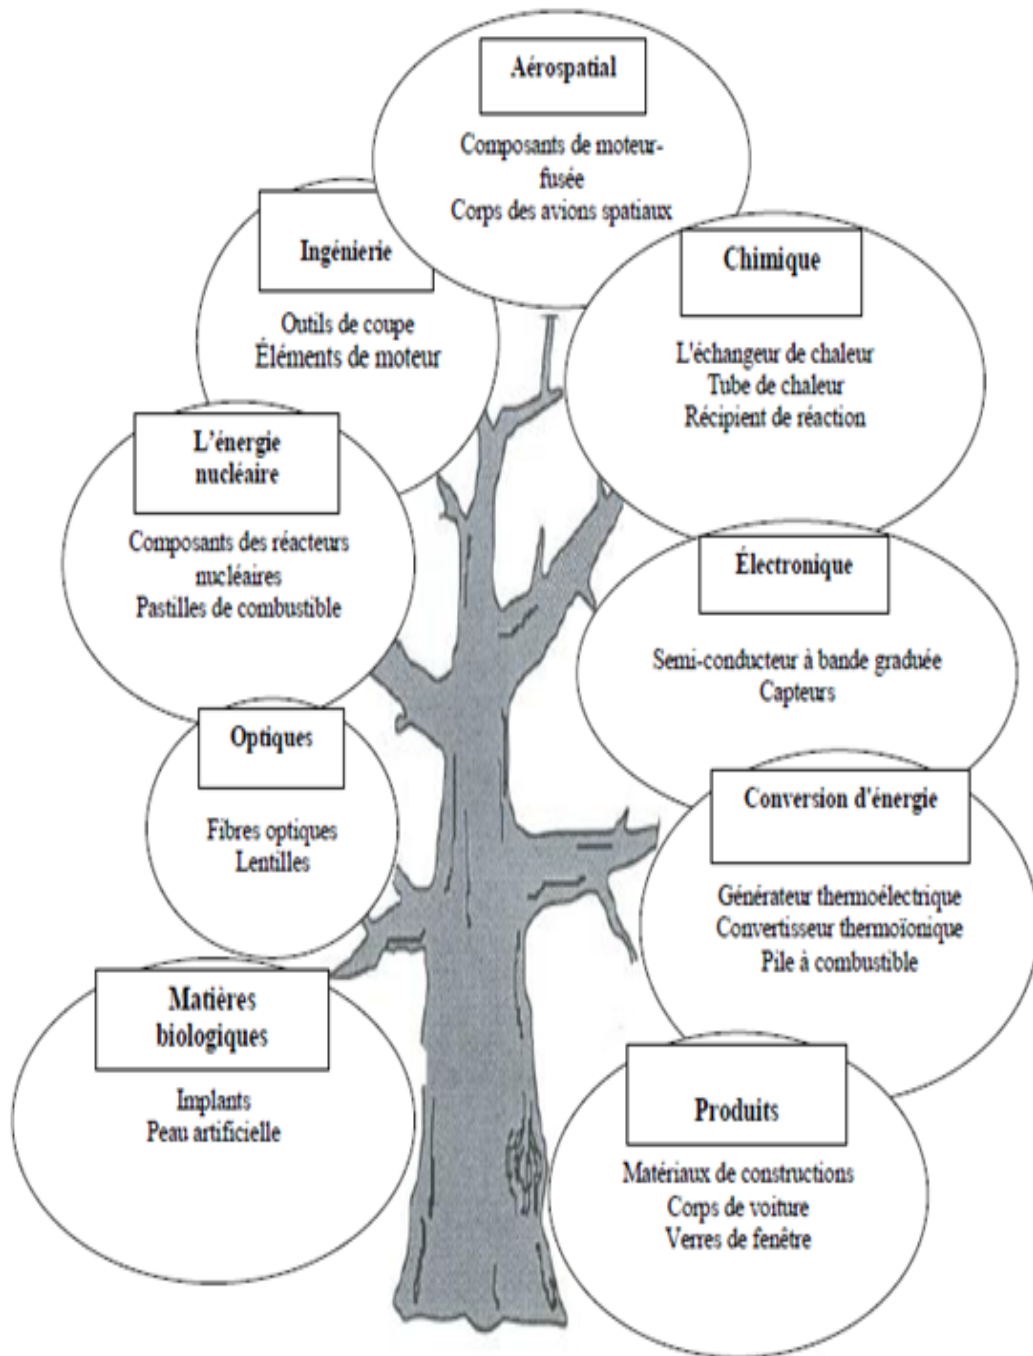 Aérospatial
Composants de moteur-
fusée
Corps des avions spatiaux
Ingénierie
Outils de coupe
Éléments de moteur
Chimique
L'échangeur de chaleur
Tube de chaleur
Récipient de réaction
L'énergie
nucléaire
Composants des réacteurs
nucléaires
Pastilles de combustible
Électronique
Semi-conducteur à bande graduée
Capteurs
Optiques
Fibres optiques
Lentilles
Conversion d'énergie
Générateur thermoélectrique
Convertisseur thermoïonique
Pile à combustible
Matières
biologiques
Implants
Peau artificielle
Produits
Matériaux de constructions
Corps de voiture
Verres de fenêtre